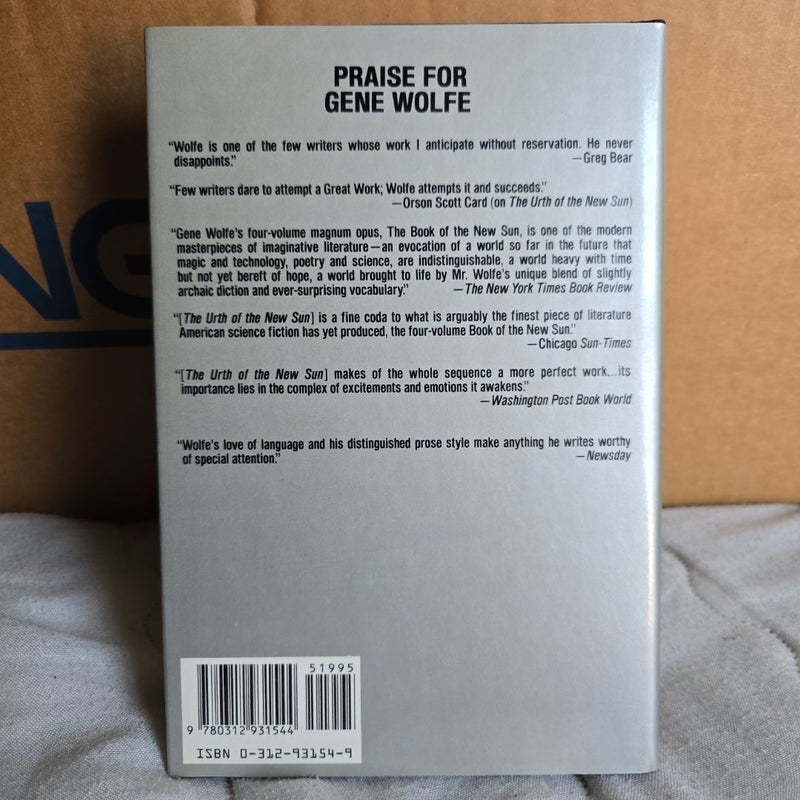 PRAISE FOR
GENE WOLFE
“Wolfe is one of the few writers whose work I anticipate without reservation. He never
disappoints.” —Greg Bear
“Few writers dare to attempt a Great Work; Wolfe attempts it and succeeds.”
—Orson Scott Card (on The Urth of the New Sun)
“Gene Wolfe's four-volume magnum opus, The Book of the New Sun, is one of the modern
masterpieces of imaginative literature—an evocation of a world so far in the future that
magic and technology, poetry and science, are indistinguishable, a world heavy with time
but not yet bereft of hope, a world brought to life by Mr. Wolfe's unique blend of slightly
archaic diction and ever-surprising vocabulary.” —The New York Times Book Review
“[The Urth of the New Sun] is a fine coda to what is arguably the finest piece of literature
American science fiction has yet produced, the four-volume Book of the New Sun.”
—Chicago Sun-Times
“[The Urth of the New Sun] makes of the whole sequence a more perfect work...its
importance lies in the complex of excitements and emotions it awakens.”
—Washington Post Book World
“Wolfe's love of language and his distinguished prose style make anything he writes worthy
of special attention.” —Newsday
51995
9 780312 931544
ISBN 0-312-93154-9
NG